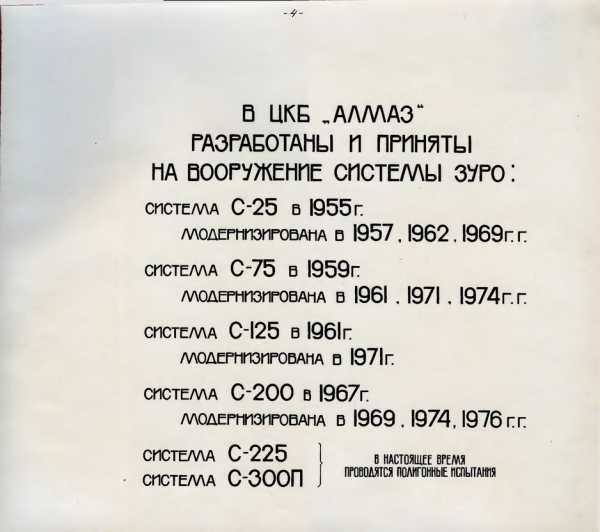 -4-
В ЦКБ „АЛМАЗ“
РАЗРАБОТАНЫ И ПРИНЯТЫ
НА ВООРУЖЕНИЕ СИСТЕМЫ ЗУРО:
СИСТЕМА С-25 В 1955г.
МОДЕРНИЗИРОВАНА В 1957, 1962, 1969г.г.
СИСТЕМА С-75 В 1959г.
МОДЕРНИЗИРОВАНА В 1961, 1971, 1974г.г.
СИСТЕМА С-125 В 1961г.
МОДЕРНИЗИРОВАНА В 1971г.
СИСТЕМА С-200 В 1967г.
МОДЕРНИЗИРОВАНА В 1969, 1974, 1976 г.г.
СИСТЕМА С-225
СИСТЕМА С-300П
В НАСТОЯЩЕЕ ВРЕМЯ
ПРОВОДЯТСЯ ПОЛИГОННЫЕ ИСПЫТАНИЯ